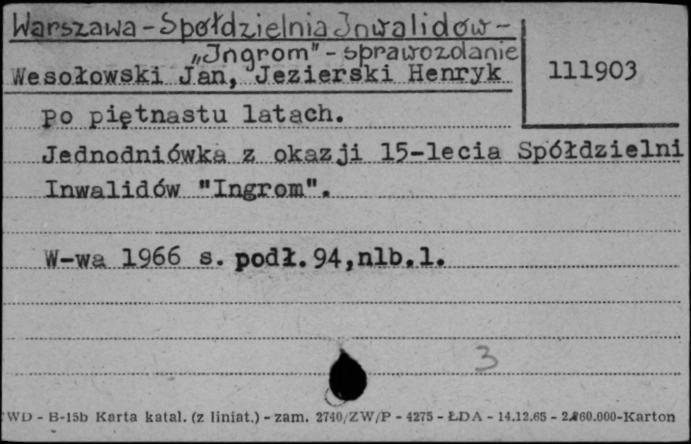 Warszawa - Spółdzielnia Inwalidów -
„Ingrom" - sprawozdanie
Wesołowski Jan, Jezierski Henryk
111903
Po piętnastu latach.
Jednodniówka z okazji 15-lecia Spółdzielni
Inwalidów "Ingrom".
W-wa 1966 s. podł. 94, nlb. 1.
3
WD - B-15b Karta katal. (z liniat.) - zam. 2740/ZW/P - 4275 - ŁDA - 14.12.65 - 2.860.000-Karton